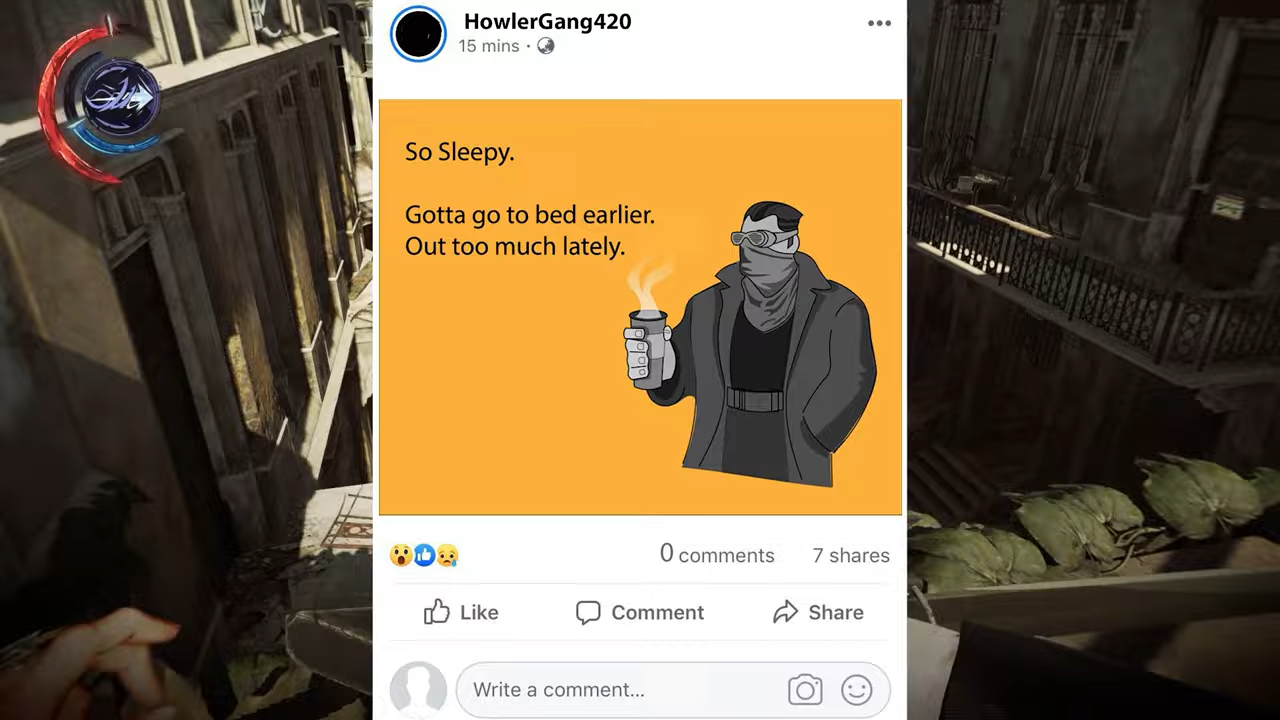 HowlerGang420
15 mins ·
So Sleepy.
Gotta go to bed earlier.
Out too much lately.
0 comments 7 shares
Like Comment Share
Write a comment...